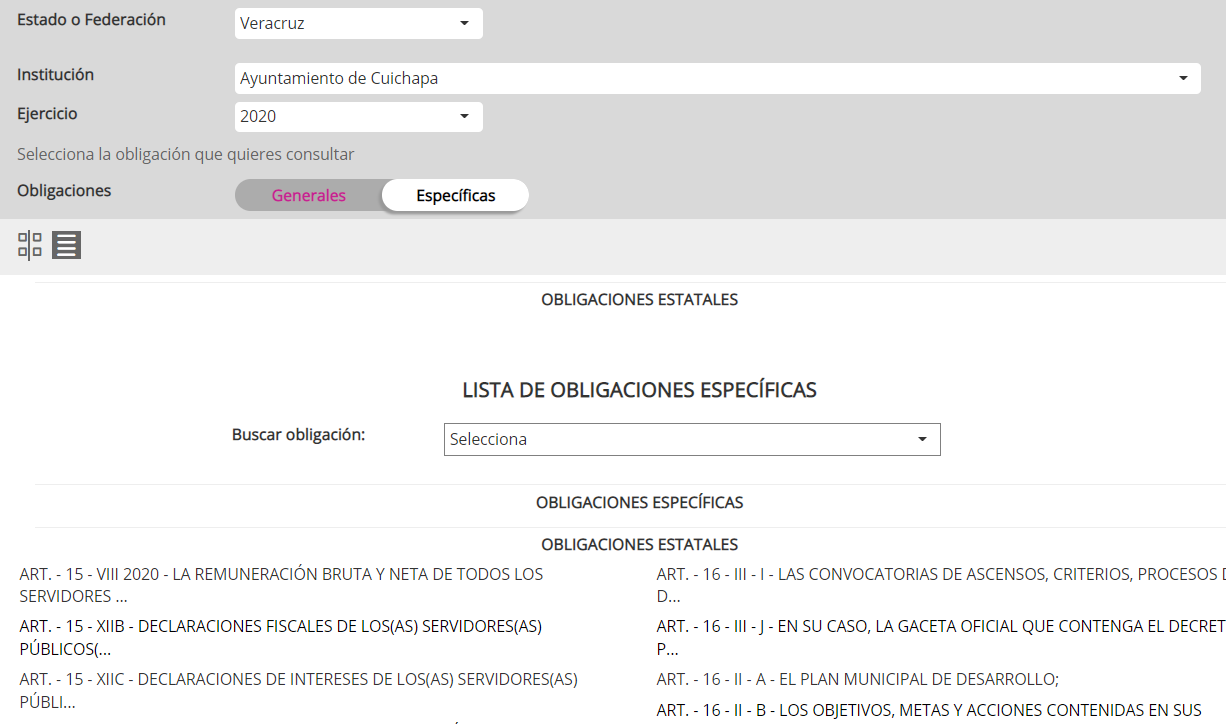 Estado o Federación
Veracruz
Institución
Ayuntamiento de Cuichapa
Ejercicio
2020
Selecciona la obligación que quieres consultar
Obligaciones
Generales
Específicas
OBLIGACIONES ESTATALES
LISTA DE OBLIGACIONES ESPECÍFICAS
Buscar obligación:
Selecciona
OBLIGACIONES ESPECÍFICAS
OBLIGACIONES ESTATALES
ART. - 15 - VIII 2020 - LA REMUNERACIÓN BRUTA Y NETA DE TODOS LOS
SERVIDORES ...
ART. - 15 - XIIB - DECLARACIONES FISCALES DE LOS(AS) SERVIDORES(AS)
PÚBLICOS(...
ART. - 15 - XIIC - DECLARACIONES DE INTERESES DE LOS(AS) SERVIDORES(AS)
PÚBLI...
ART. - 16 - III - I - LAS CONVOCATORIAS DE ASCENSOS, CRITERIOS, PROCESOS
D...
ART. - 16 - III - J - EN SU CASO, LA GACETA OFICIAL QUE CONTENGA EL DECRET
P...
ART. - 16 - II - A - EL PLAN MUNICIPAL DE DESARROLLO;
ART. - 16 - II - B - LOS OBJETIVOS, METAS Y ACCIONES CONTENIDAS EN SUS